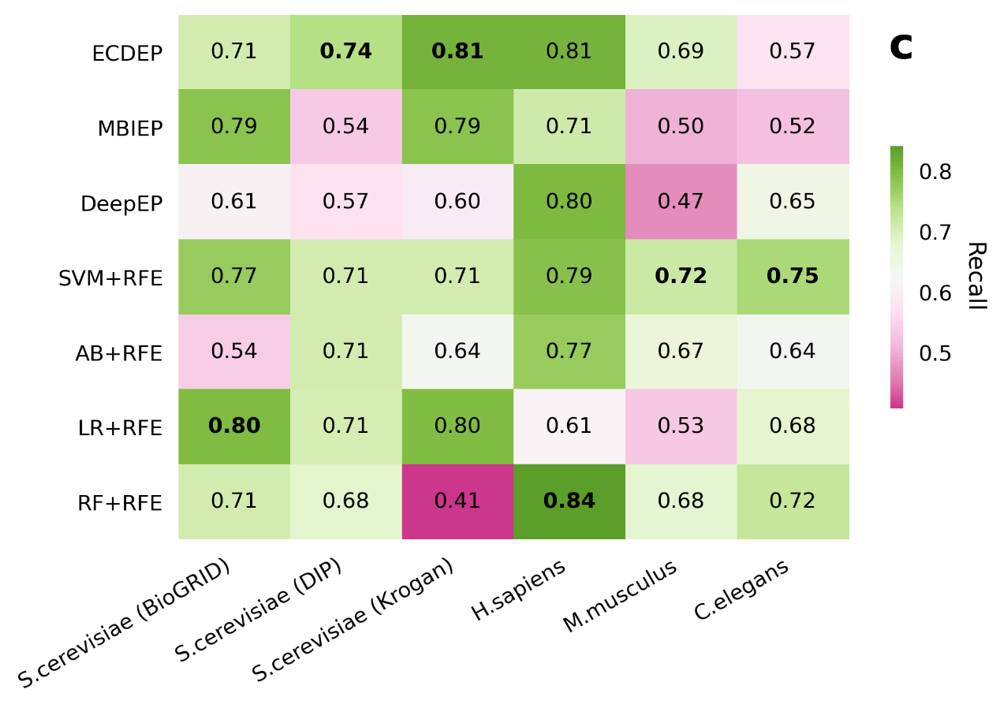 c
ECDEP 0.71 0.74 0.81 0.81 0.69 0.57
MBIEP 0.79 0.54 0.79 0.71 0.50 0.52
DeepEP 0.61 0.57 0.60 0.80 0.47 0.65
SVM+RFE 0.77 0.71 0.71 0.79 0.72 0.75
AB+RFE 0.54 0.71 0.64 0.77 0.67 0.64
LR+RFE 0.80 0.71 0.80 0.61 0.53 0.68
RF+RFE 0.71 0.68 0.41 0.84 0.68 0.72
S.cerevisiae (BioGRID)
S.cerevisiae (DIP)
S.cerevisiae (Krogan)
H.sapiens
M.musculus
C.elegans
0.8
0.7
0.6
0.5
Recall